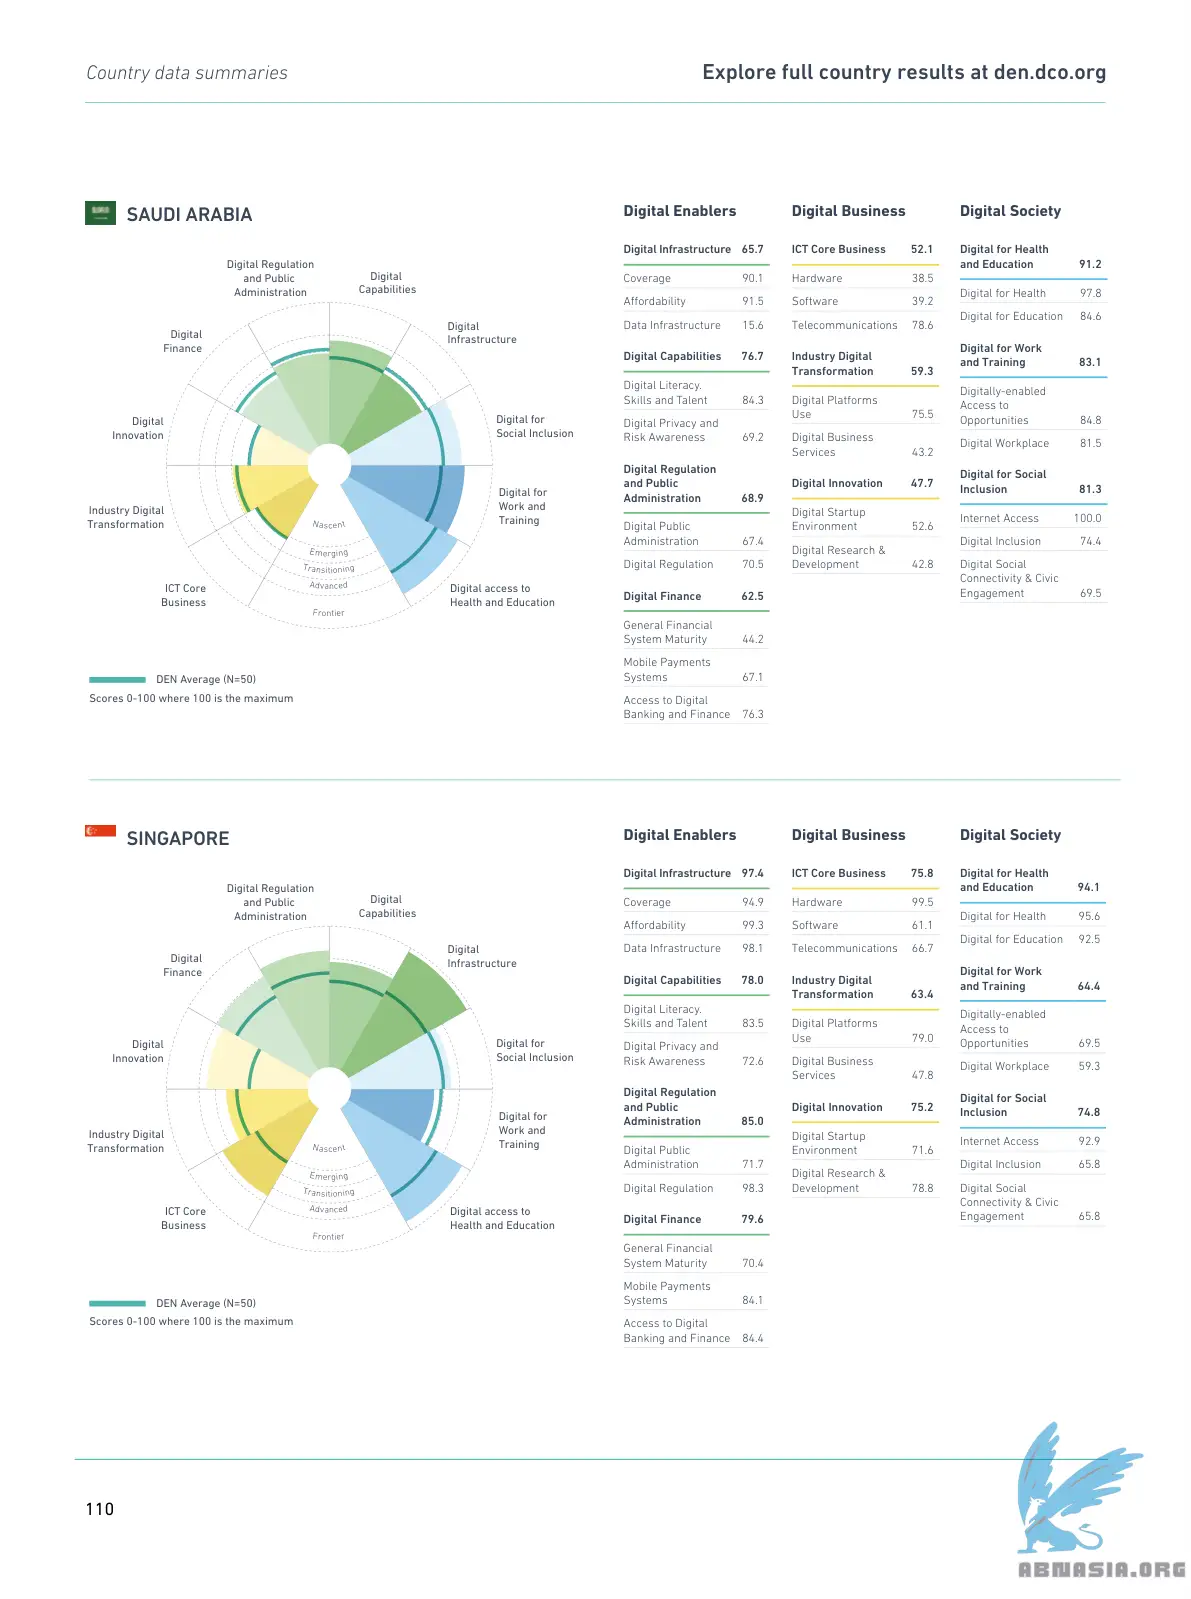 Country data summaries
Explore full country results at den.dco.org
SAUDI ARABIA
Digital Regulation
and Public
Administration
Digital
Capabilities
Digital
Finance
Digital
Infrastructure
Digital
Innovation
Digital for
Social Inclusion
Industry Digital
Transformation
Digital for
Work and
Training
ICT Core
Business
Digital access to
Health and Education
Nascent
Emerging
Transitioning
Advanced
Frontier
DEN Average (N=50)
Scores 0-100 where 100 is the maximum
Digital Enablers
Digital Infrastructure 65.7
Coverage 90.1
Affordability 91.5
Data Infrastructure 15.6
Digital Capabilities 76.7
Digital Literacy.
Skills and Talent 84.3
Digital Privacy and
Risk Awareness 69.2
Digital Regulation
and Public
Administration 68.9
Digital Public
Administration 67.4
Digital Regulation 70.5
Digital Finance 62.5
General Financial
System Maturity 44.2
Mobile Payments
Systems 67.1
Access to Digital
Banking and Finance 76.3
Digital Business
ICT Core Business 52.1
Hardware 38.5
Software 39.2
Telecommunications 78.6
Industry Digital
Transformation 59.3
Digital Platforms
Use 75.5
Digital Business
Services 43.2
Digital Innovation 47.7
Digital Startup
Environment 52.6
Digital Research &
Development 42.8
Digital Society
Digital for Health
and Education 91.2
Digital for Health 97.8
Digital for Education 84.6
Digital for Work
and Training 83.1
Digitally-enabled
Access to
Opportunities 84.8
Digital Workplace 81.5
Digital for Social
Inclusion 81.3
Internet Access 100.0
Digital Inclusion 74.4
Digital Social
Connectivity & Civic
Engagement 69.5
SINGAPORE
Digital Regulation
and Public
Administration
Digital
Capabilities
Digital
Finance
Digital
Infrastructure
Digital
Innovation
Digital for
Social Inclusion
Industry Digital
Transformation
Digital for
Work and
Training
ICT Core
Business
Digital access to
Health and Education
Nascent
Emerging
Transitioning
Advanced
Frontier
DEN Average (N=50)
Scores 0-100 where 100 is the maximum
Digital Enablers
Digital Infrastructure 97.4
Coverage 94.9
Affordability 99.3
Data Infrastructure 98.1
Digital Capabilities 78.0
Digital Literacy.
Skills and Talent 83.5
Digital Privacy and
Risk Awareness 72.6
Digital Regulation
and Public
Administration 85.0
Digital Public
Administration 71.7
Digital Regulation 98.3
Digital Finance 79.6
General Financial
System Maturity 70.4
Mobile Payments
Systems 84.1
Access to Digital
Banking and Finance 84.4
Digital Business
ICT Core Business 75.8
Hardware 99.5
Software 61.1
Telecommunications 66.7
Industry Digital
Transformation 63.4
Digital Platforms
Use 79.0
Digital Business
Services 47.8
Digital Innovation 75.2
Digital Startup
Environment 71.6
Digital Research &
Development 78.8
Digital Society
Digital for Health
and Education 94.1
Digital for Health 95.6
Digital for Education 92.5
Digital for Work
and Training 64.4
Digitally-enabled
Access to
Opportunities 69.5
Digital Workplace 59.3
Digital for Social
Inclusion 74.8
Internet Access 92.9
Digital Inclusion 65.8
Digital Social
Connectivity & Civic
Engagement 65.8
110
ABNASIA.ORG